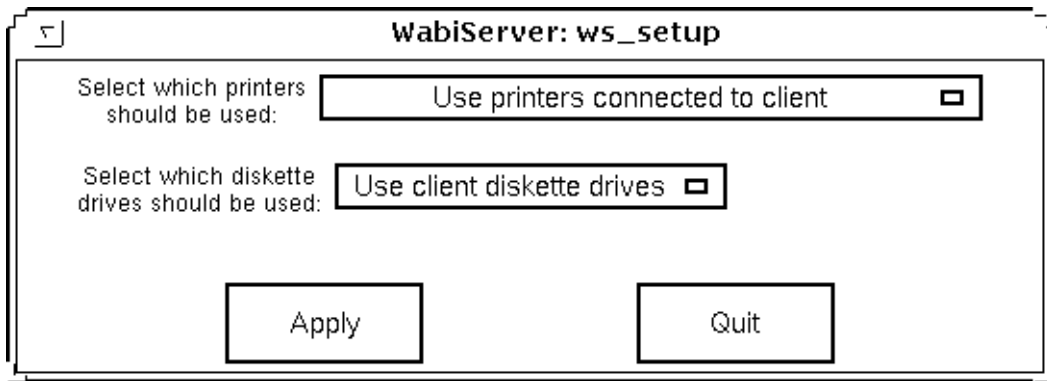 WabiServer: ws_setup
Select which printers
should be used:
Use printers connected to client
Select which diskette
drives should be used:
Use client diskette drives
Apply
Quit